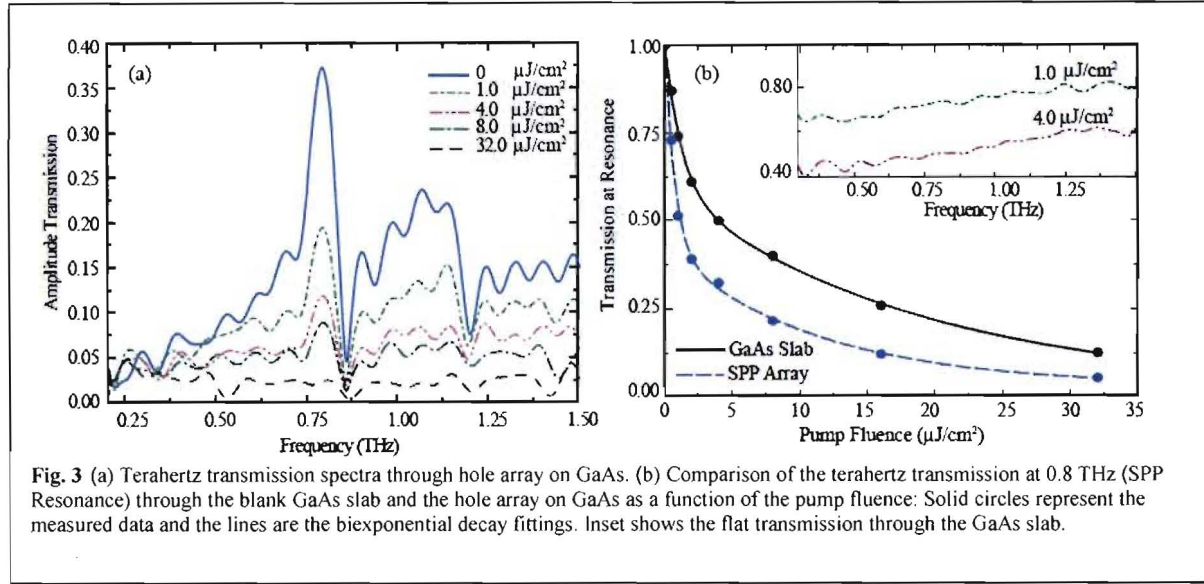 (a)
0 µJ/cm²
1.0 µJ/cm²
4.0 µJ/cm²
8.0 µJ/cm²
32.0 µJ/cm²
0.40
0.35
0.30
0.25
0.20
0.15
0.10
0.05
0.00
Amplitude Transmission
0.25 0.50 0.75 1.00 1.25 1.50
Frequency (THz)
(b)
1.00
0.75
0.50
0.25
0.00
Transmission at Resonance
0.80
0.40
1.0 µJ/cm²
4.0 µJ/cm²
0.50 0.75 1.00 1.25
Frequency (THz)
GaAs Slab
SPP Array
0 5 10 15 20 25 30 35
Pump Fluence (µJ/cm²)
Fig. 3 (a) Terahertz transmission spectra through hole array on GaAs. (b) Comparison of the terahertz transmission at 0.8 THz (SPP
Resonance) through the blank GaAs slab and the hole array on GaAs as a function of the pump fluence: Solid circles represent the
measured data and the lines are the biexponential decay fittings. Inset shows the flat transmission through the GaAs slab.